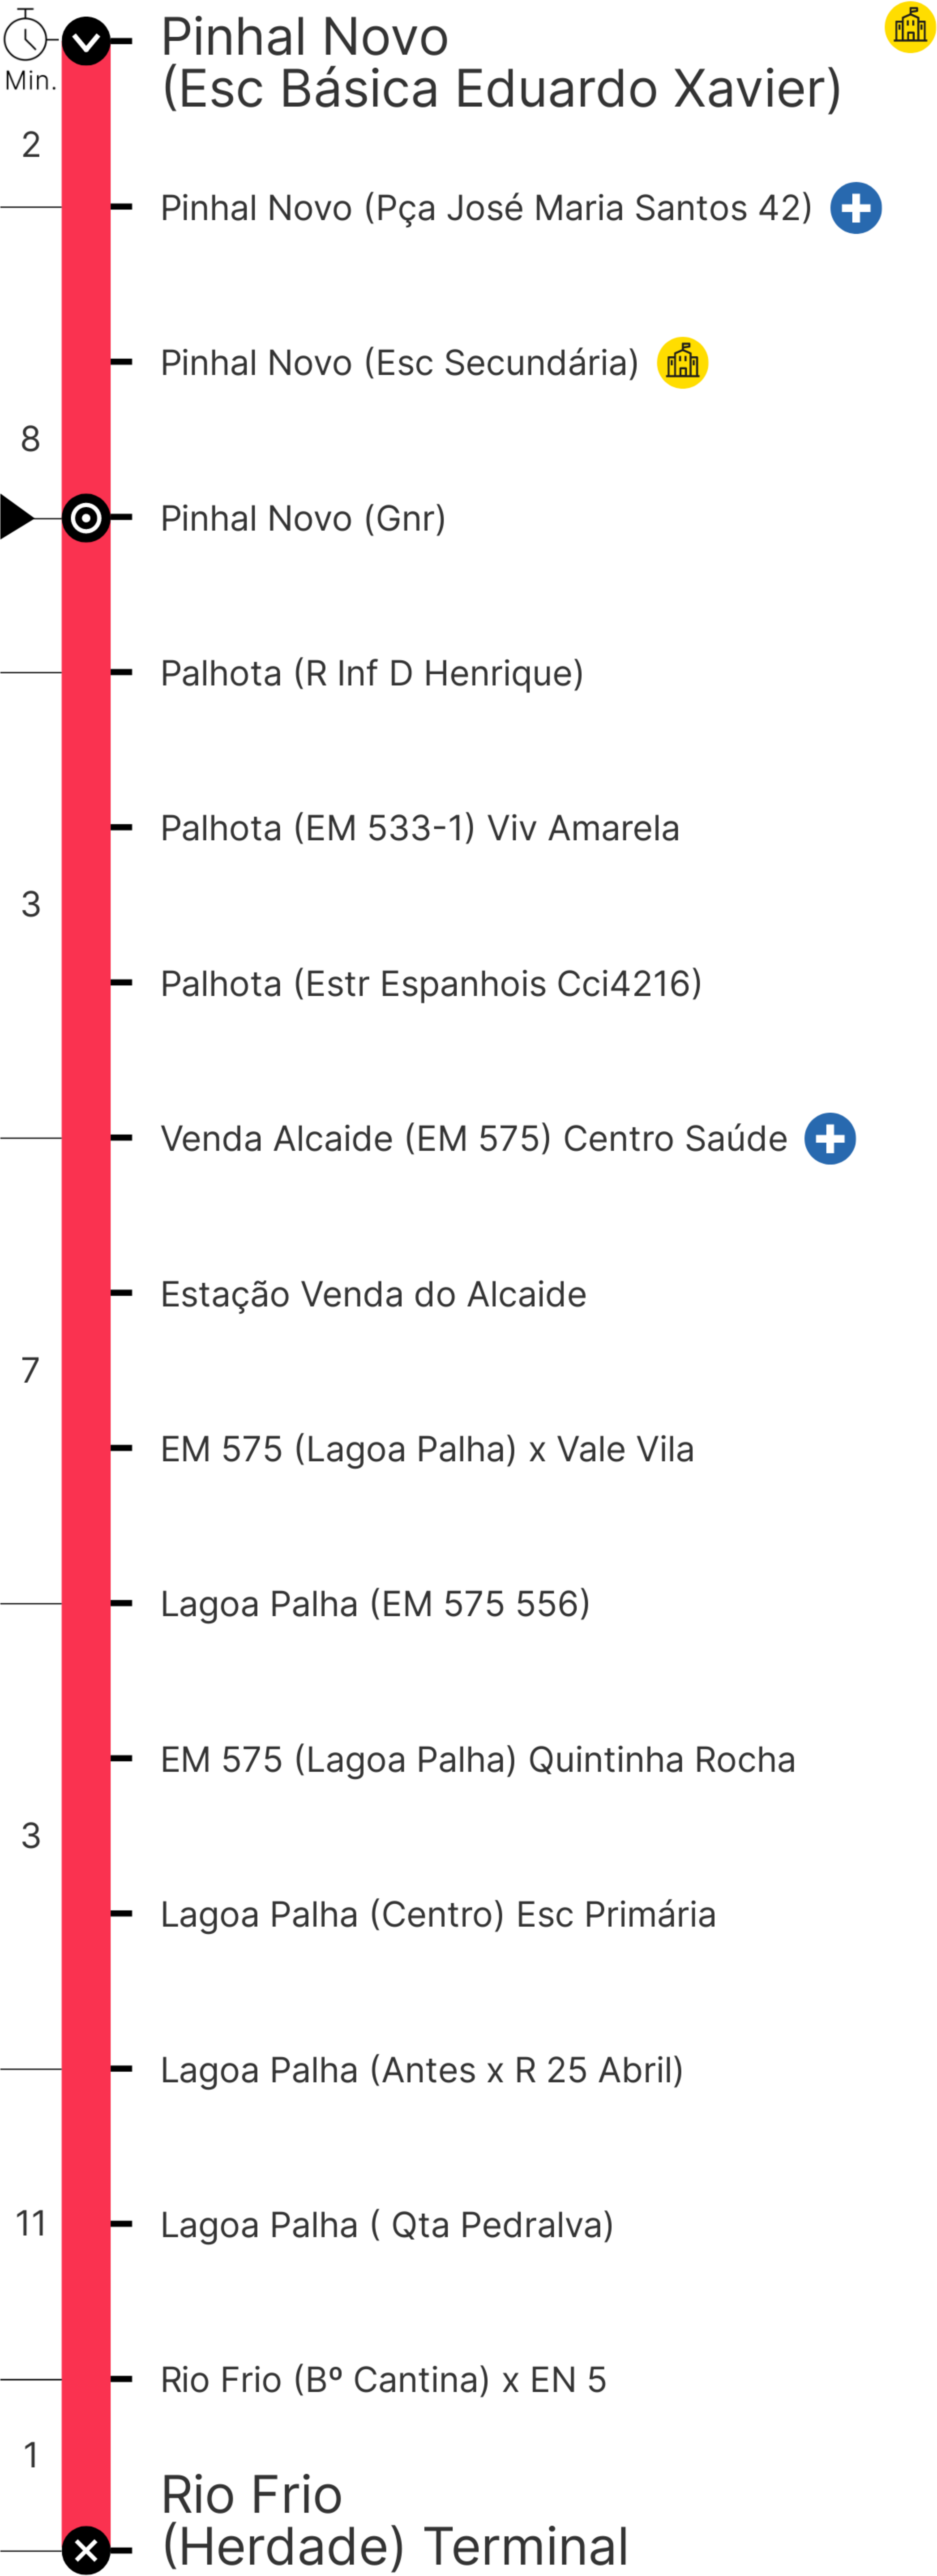 Pinhal Novo
(Esc Básica Eduardo Xavier)
Min.
2
Pinhal Novo (Pça José Maria Santos 42)
Pinhal Novo (Esc Secundária)
8
Pinhal Novo (Gnr)
Palhota (R Inf D Henrique)
Palhota (EM 533-1) Viv Amarela
3
Palhota (Estr Espanhois Cci4216)
Venda Alcaide (EM 575) Centro Saúde
Estação Venda do Alcaide
7
EM 575 (Lagoa Palha) x Vale Vila
Lagoa Palha (EM 575 556)
EM 575 (Lagoa Palha) Quintinha Rocha
3
Lagoa Palha (Centro) Esc Primária
Lagoa Palha (Antes x R 25 Abril)
11 Lagoa Palha ( Qta Pedralva)
Rio Frio (Bº Cantina) x EN 5
1
Rio Frio
(Herdade) Terminal